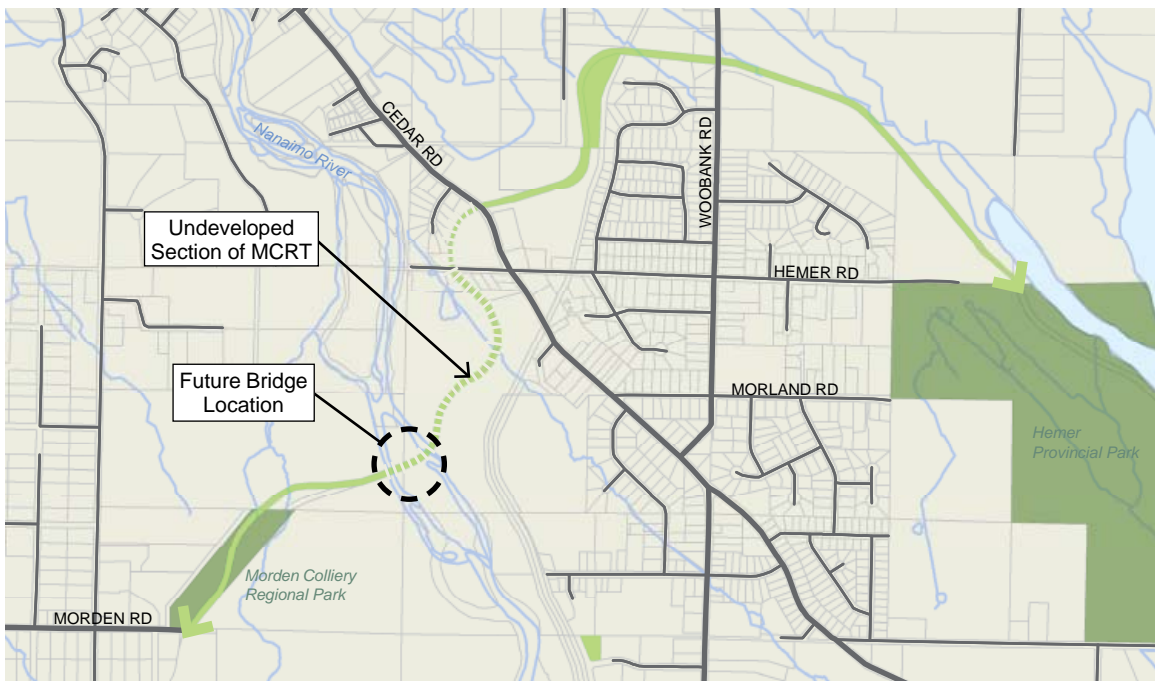 CEDAR RD
Nanaimo River
WOOBANK RD
Undeveloped
Section of MCRT
HEMER RD
Future Bridge
Location
MORLAND RD
Hemer
Provincial Park
Morden Colliery
Regional Park
MORDEN RD